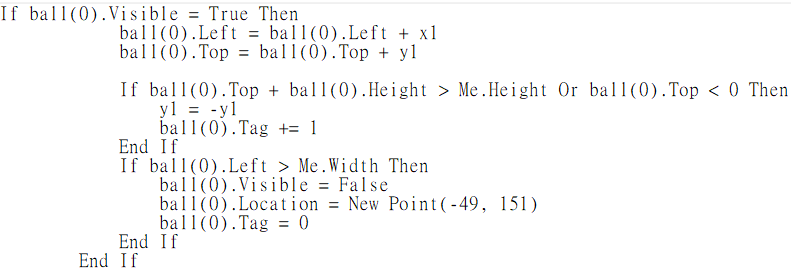 If ball(0).Visible = True Then
ball(0).Left = ball(0).Left + x1
ball(0).Top = ball(0).Top + y1
If ball(0).Top + ball(0).Height > Me.Height Or ball(0).Top < 0 Then
y1 = -y1
ball(0).Tag += 1
End If
If ball(0).Left > Me.Width Then
ball(0).Visible = False
ball(0).Location = New Point(-49, 151)
ball(0).Tag = 0
End If
End If